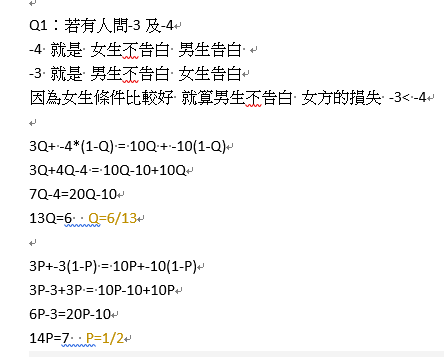 Q1：若有人問-3 及-4
-4 就是 女生不告白 男生告白
-3 就是 男生不告白 女生告白
因為女生條件比較好 就算男生不告白 女方的損失 -3< -4
3Q+ -4*(1-Q) = 10Q + -10(1-Q)
3Q+4Q-4 = 10Q-10+10Q
7Q-4=20Q-10
13Q=6 Q=6/13
3P+-3(1-P) = 10P+-10(1-P)
3P-3+3P = 10P-10+10P
6P-3=20P-10
14P=7 P=1/2